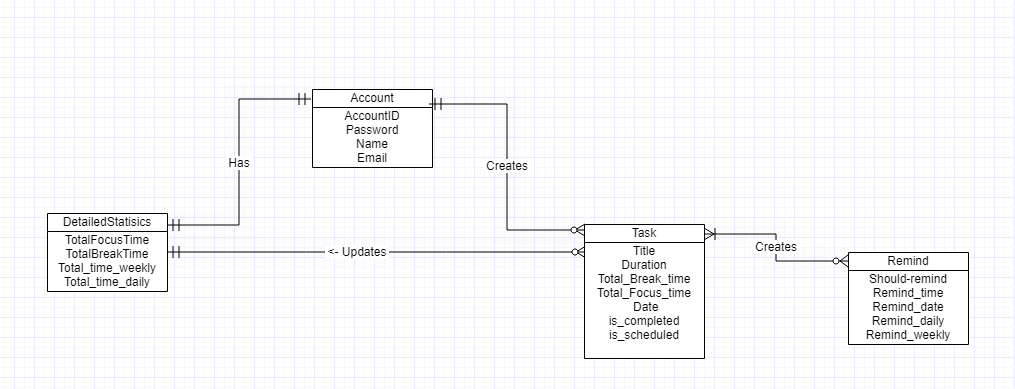 Account
AccountID
Password
Name
Email
Has
Creates
DetailedStatisics
TotalFocusTime
TotalBreakTime
Total_time_weekly
Total_time_daily
<- Updates
Task
Title
Duration
Total_Break_time
Total_Focus_time
Date
is_completed
is_scheduled
Creates
Remind
Should-remind
Remind_time
Remind_date
Remind_daily
Remind_weekly